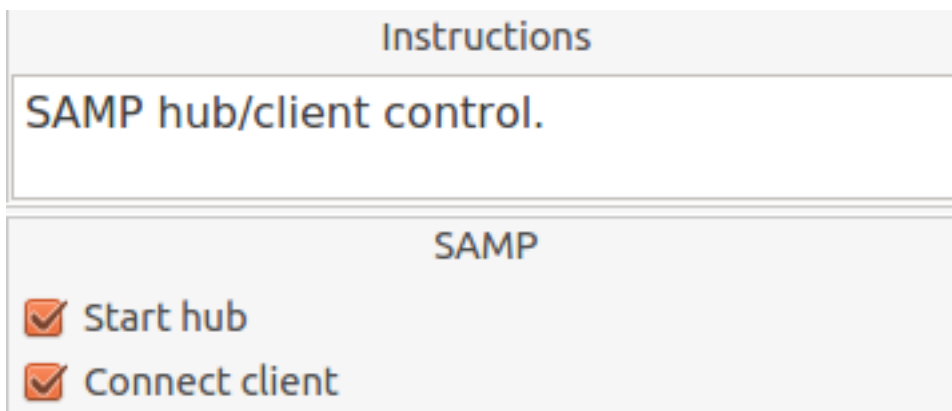 Instructions
SAMP hub/client control.
SAMP
Start hub
Connect client